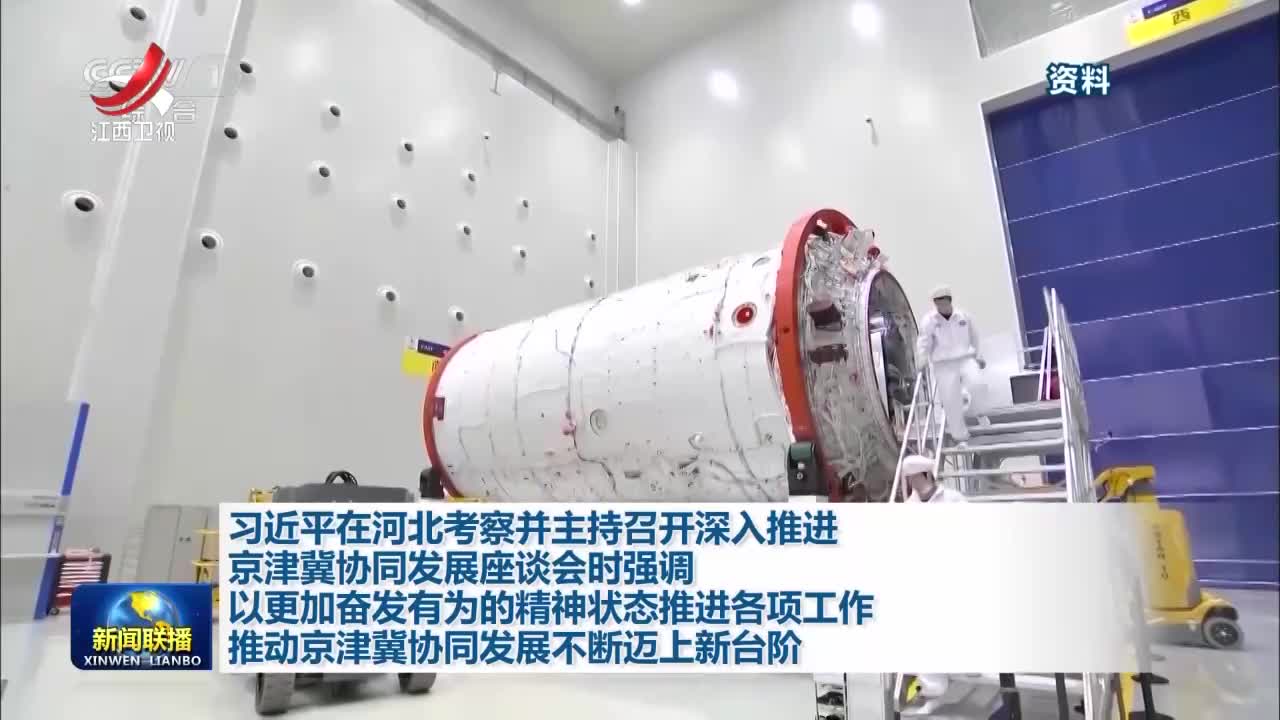 CCTV 1
综合
江西卫视
资料
西
习近平在河北考察并主持召开深入推进
京津冀协同发展座谈会时强调
以更加奋发有为的精神状态推进各项工作
推动京津冀协同发展不断迈上新台阶
新闻联播
XINWEN LIANBO